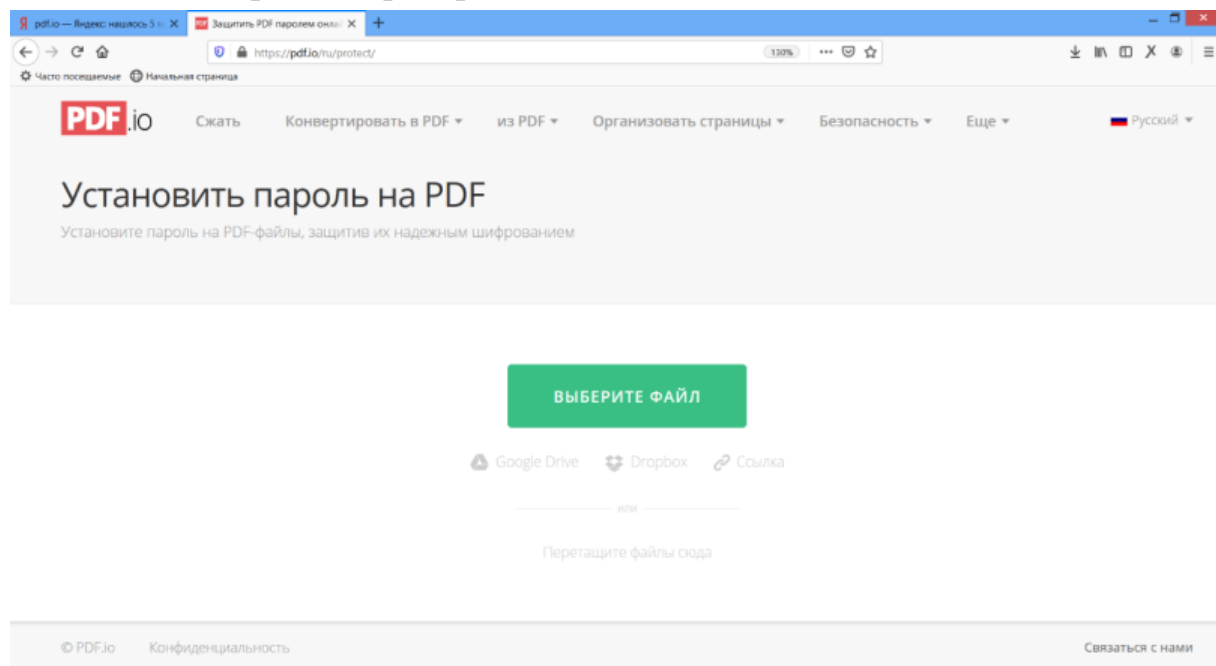 pdf.io — Яндекс: нашлось 5
Защитить PDF паролем онла
https://pdf.io/ru/protect/
130%
Часто посещаемые Начальная страница
PDF.io Сжать Конвертировать в PDF из PDF Организовать страницы Безопасность Еще Русский
Установить пароль на PDF
Установите пароль на PDF-файлы, защитив их надежным шифрованием
ВЫБЕРИТЕ ФАЙЛ
Google Drive Dropbox Ссылка
или
Перетащите файлы сюда
© PDF.io Конфиденциальность Связаться с нами